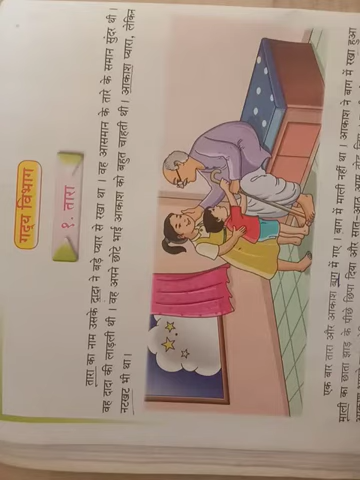 गद्‌य विभाग
१. तारा
तारा का नाम उसके दादा ने बड़े प्यार से रखा था । वह आसमान के तारे के समान सुंदर थी ।
वह दादा की लाड़ली थी । वह अपने छोटे भाई आकाश को बहुत चाहती थी । आकाश प्यारा, लेकिन
नटखट भी था ।
एक बार तारा और आकाश बाग में गए । बाग में माली नहीं था । आकाश ने बाग में रखा हुआ
माली का छाता झाड़ के पीछे छिपा दिया और